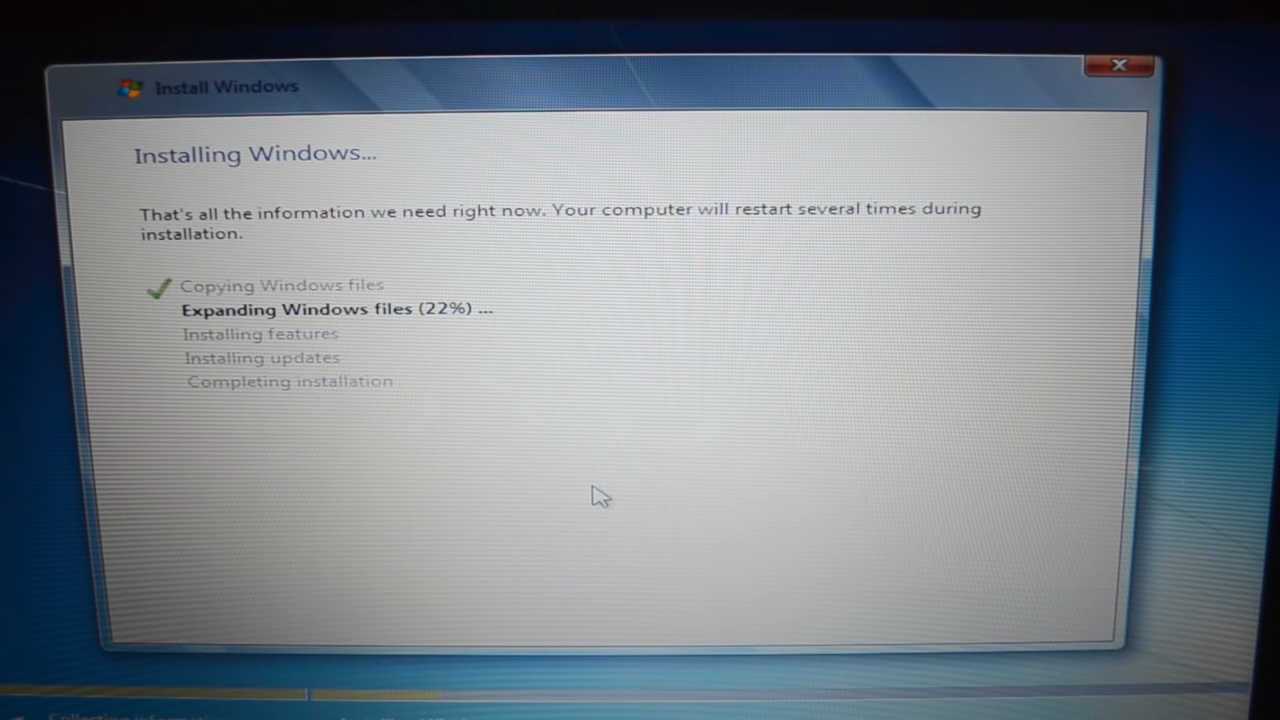 Install Windows
Installing Windows...
That's all the information we need right now. Your computer will restart several times during
installation.
Copying Windows files
Expanding Windows files (22%) ...
Installing features
Installing updates
Completing installation